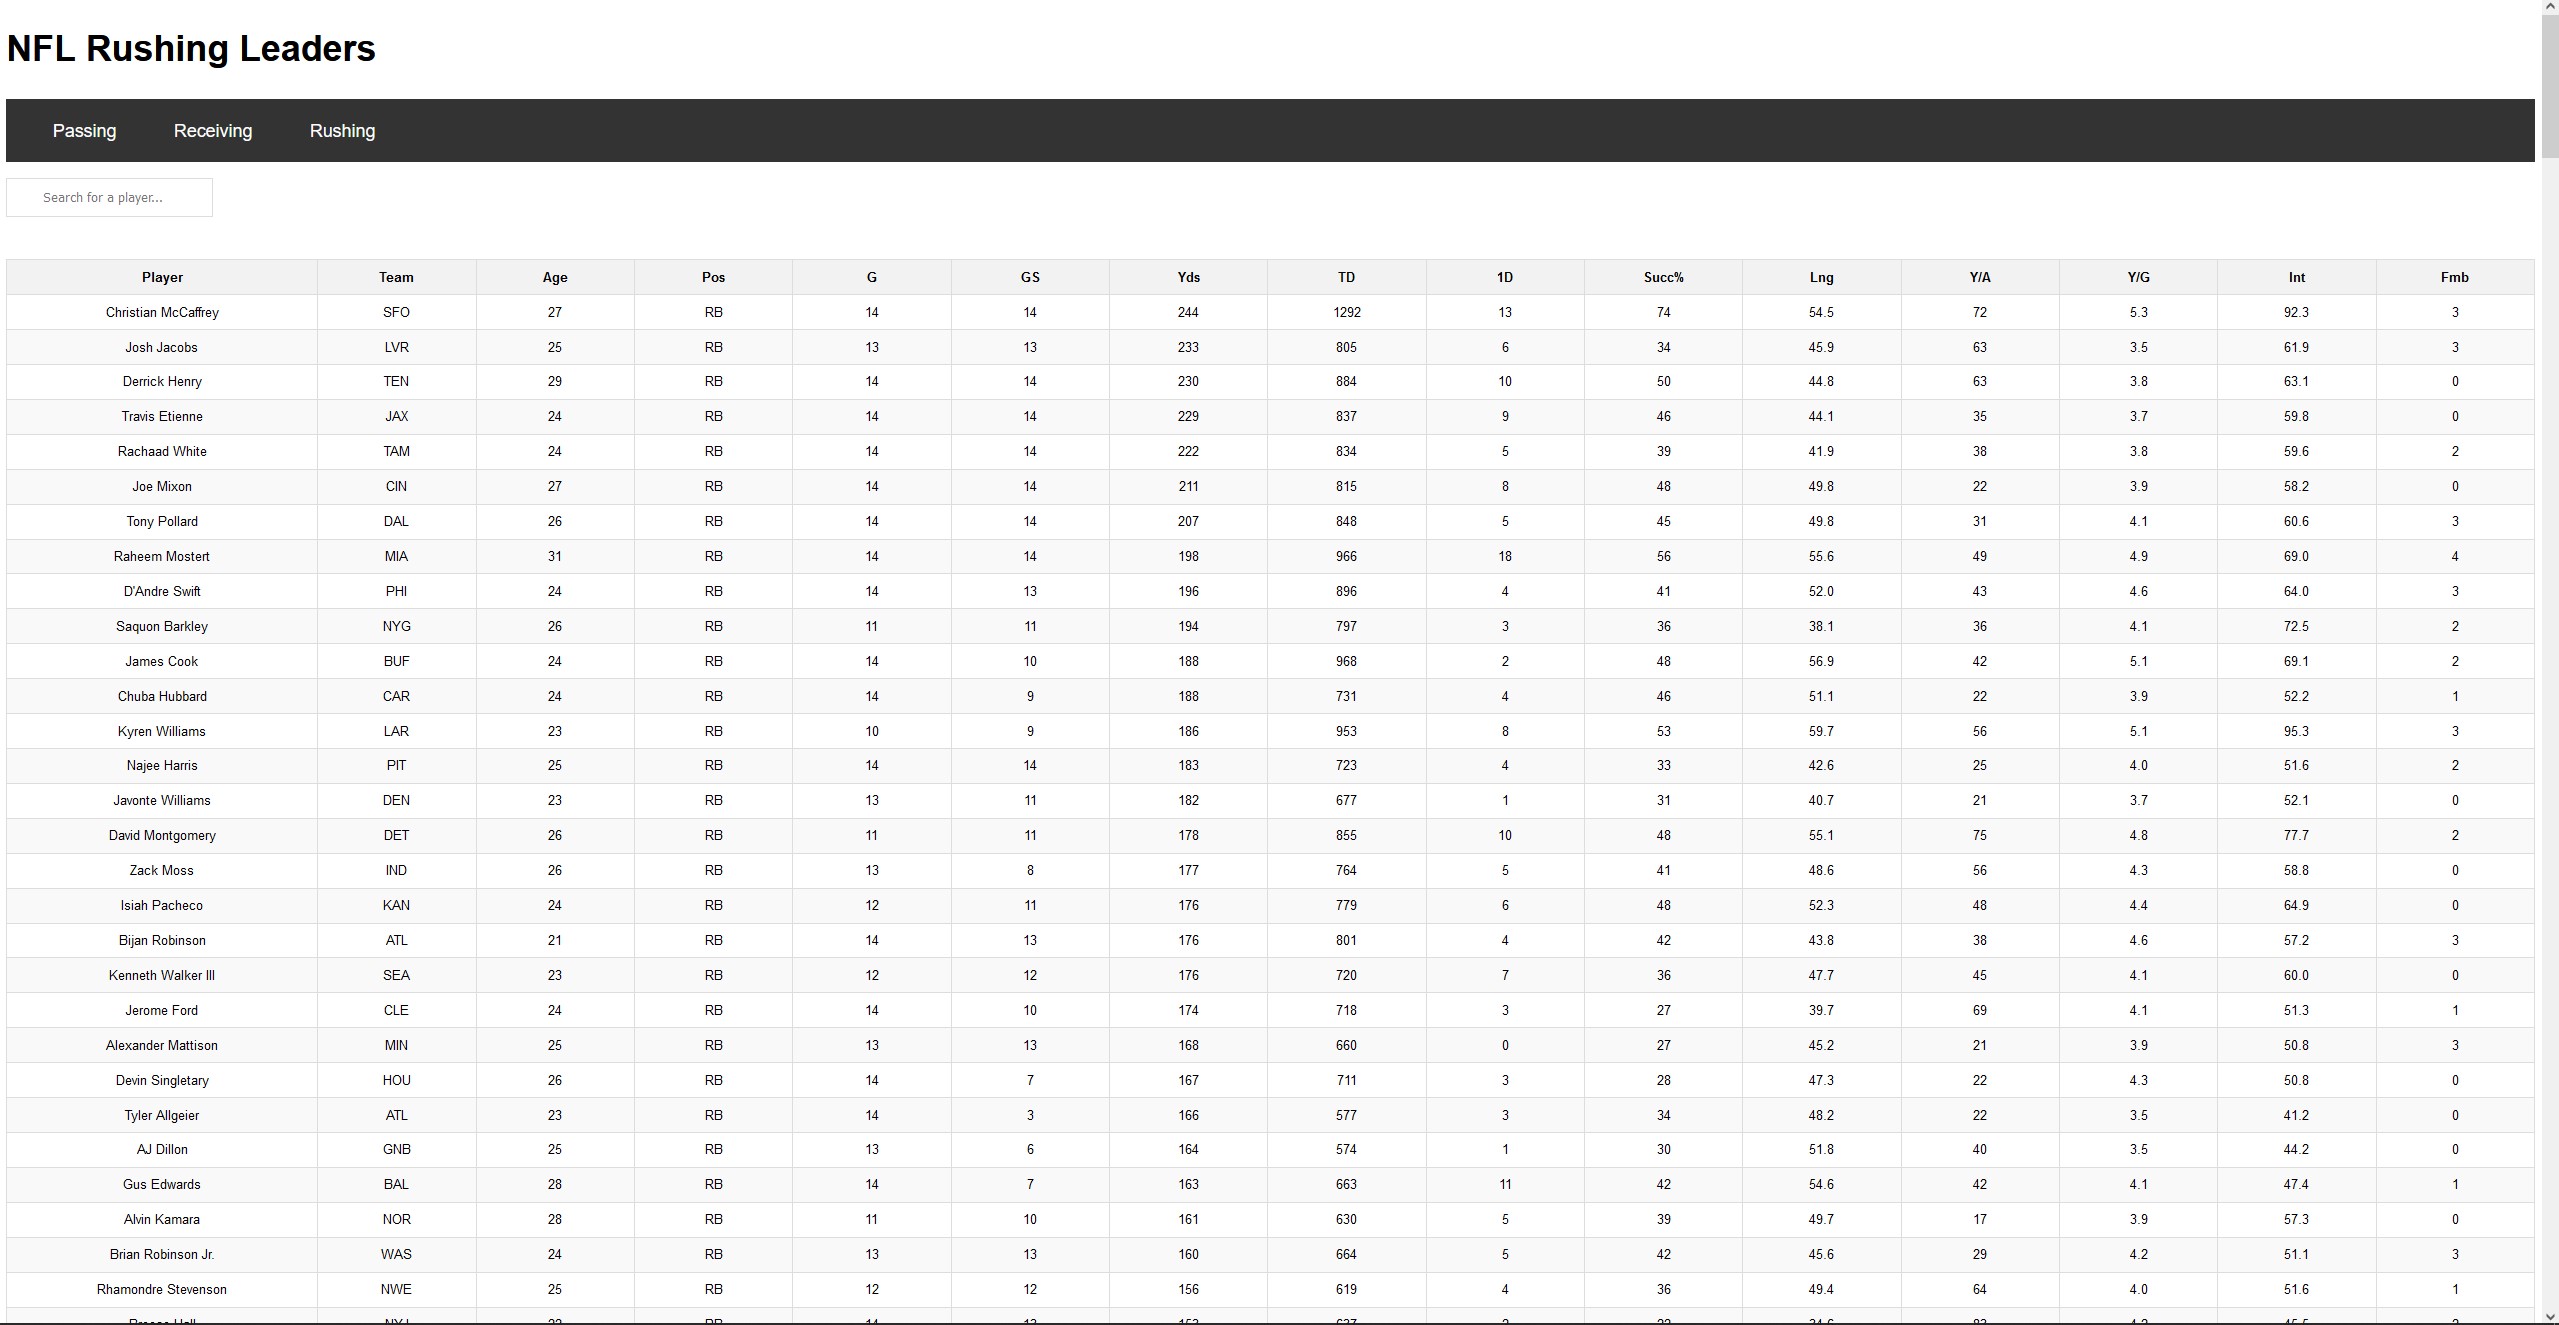 NFL Rushing Leaders
Passing Receiving Rushing
Search for a player...
Player Team Age Pos G GS Yds TD 1D Succ% Lng Y/A Y/G Int Fmb
Christian McCaffrey SFO 27 RB 14 14 244 1292 13 74 54.5 72 5.3 92.3 3
Josh Jacobs LVR 25 RB 13 13 233 805 6 34 45.9 63 3.5 61.9 3
Derrick Henry TEN 29 RB 14 14 230 884 10 50 44.8 63 3.8 63.1 0
Travis Etienne JAX 24 RB 14 14 229 837 9 46 44.1 35 3.7 59.8 0
Rachaad White TAM 24 RB 14 14 222 834 5 39 41.9 38 3.8 59.6 2
Joe Mixon CIN 27 RB 14 14 211 815 8 48 49.8 22 3.9 58.2 0
Tony Pollard DAL 26 RB 14 14 207 848 5 45 49.8 31 4.1 60.6 3
Raheem Mostert MIA 31 RB 14 14 198 966 18 56 55.6 49 4.9 69.0 4
D'Andre Swift PHI 24 RB 14 13 196 896 4 41 52.0 43 4.6 64.0 3
Saquon Barkley NYG 26 RB 11 11 194 797 3 36 38.1 36 4.1 72.5 2
James Cook BUF 24 RB 14 10 188 968 2 48 56.9 42 5.1 69.1 2
Chuba Hubbard CAR 24 RB 14 9 188 731 4 46 51.1 22 3.9 52.2 1
Kyren Williams LAR 23 RB 10 9 186 953 8 53 59.7 56 5.1 95.3 3
Najee Harris PIT 25 RB 14 14 183 723 4 33 42.6 25 4.0 51.6 2
Javonte Williams DEN 23 RB 13 11 182 677 1 31 40.7 21 3.7 52.1 0
David Montgomery DET 26 RB 11 11 178 855 10 48 55.1 75 4.8 77.7 2
Zack Moss IND 26 RB 13 8 177 764 5 41 48.6 56 4.3 58.8 0
Isiah Pacheco KAN 24 RB 12 11 176 779 6 48 52.3 48 4.4 64.9 0
Bijan Robinson ATL 21 RB 14 13 176 801 4 42 43.8 38 4.6 57.2 3
Kenneth Walker III SEA 23 RB 12 12 176 720 7 36 47.7 45 4.1 60.0 0
Jerome Ford CLE 24 RB 14 10 174 718 3 27 39.7 69 4.1 51.3 1
Alexander Mattison MIN 25 RB 13 13 168 660 0 27 45.2 21 3.9 50.8 3
Devin Singletary HOU 26 RB 14 7 167 711 3 28 47.3 22 4.3 50.8 0
Tyler Allgeier ATL 23 RB 14 3 166 577 3 34 48.2 22 3.5 41.2 0
AJ Dillon GNB 25 RB 13 6 164 574 1 30 51.8 40 3.5 44.2 0
Gus Edwards BAL 28 RB 14 7 163 663 11 42 54.6 42 4.1 47.4 1
Alvin Kamara NOR 28 RB 11 10 161 630 5 39 49.7 17 3.9 57.3 0
Brian Robinson Jr. WAS 24 RB 13 13 160 664 5 42 45.6 29 4.2 51.1 3
Rhamondre Stevenson NWE 25 RB 12 12 156 619 4 36 49.4 64 4.0 51.6 1